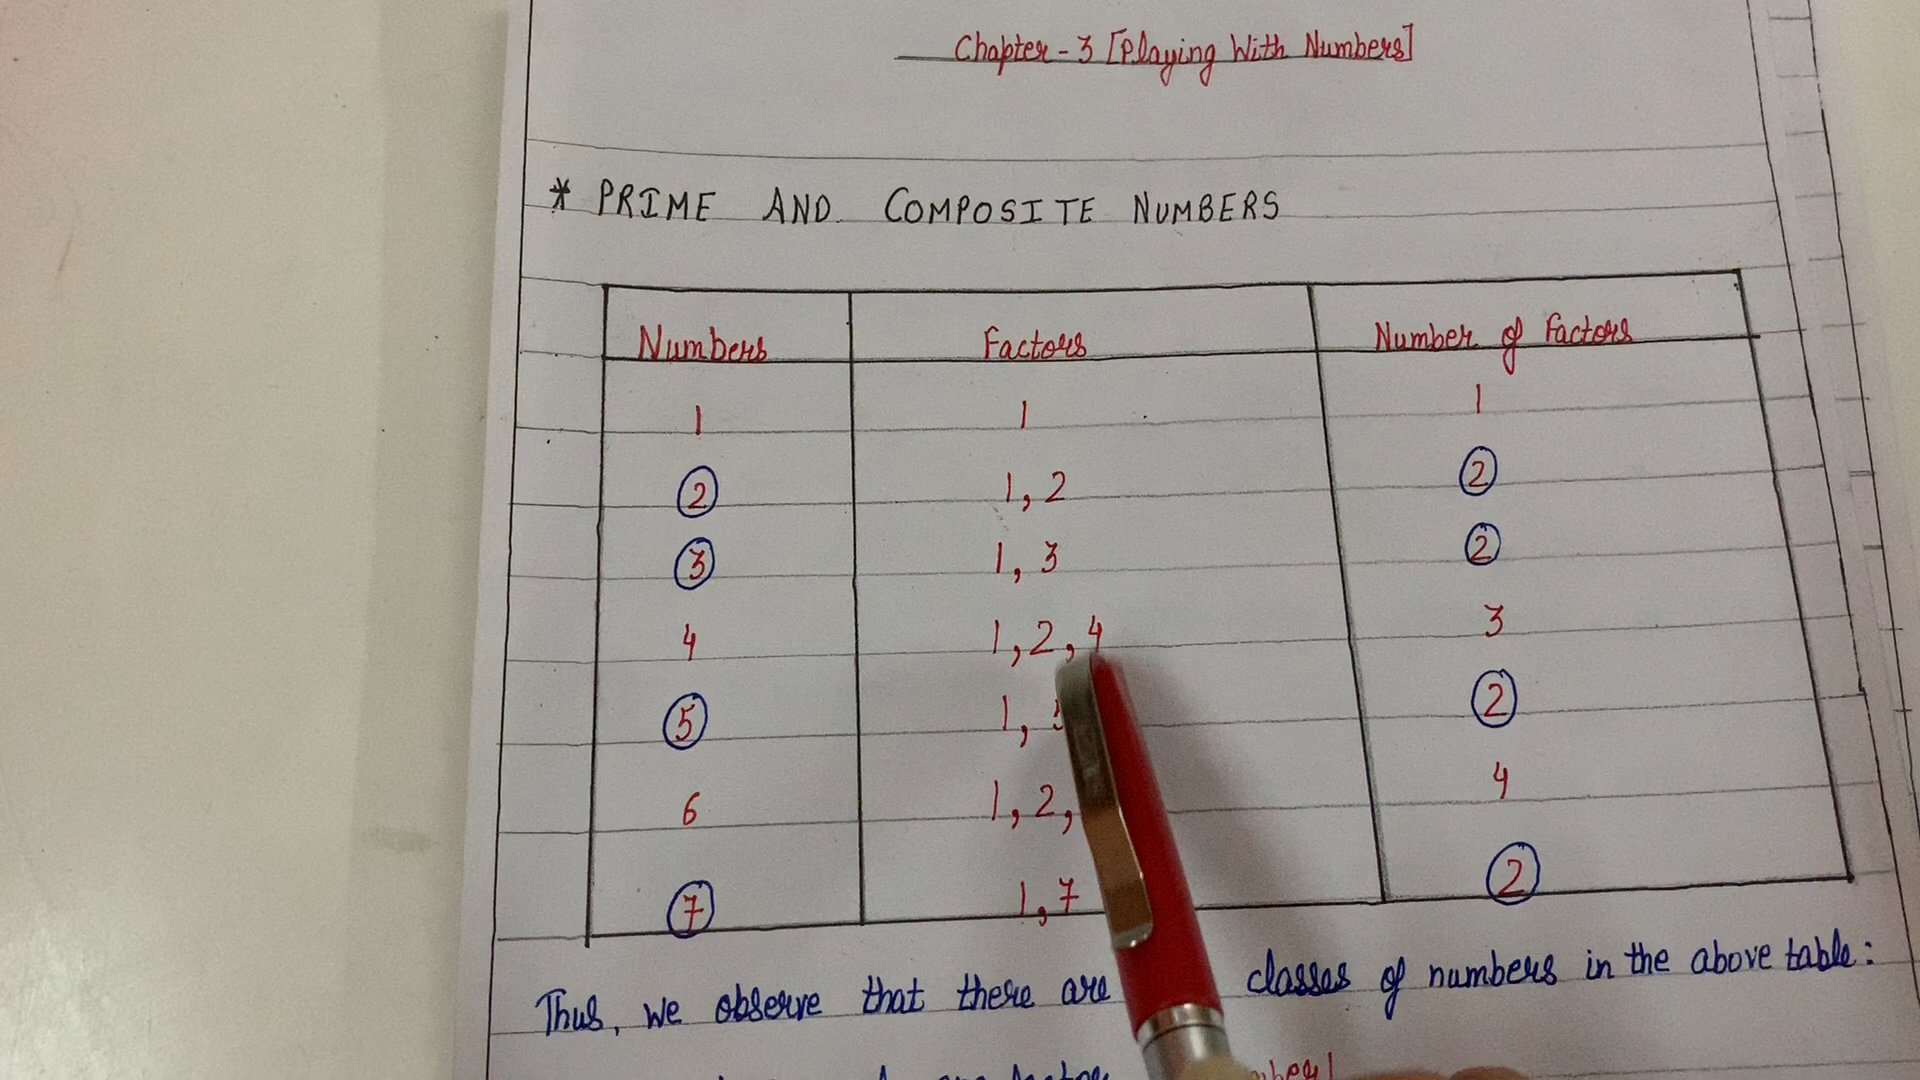 Chapter - 3 [Playing With Numbers]
* PRIME AND COMPOSITE NUMBERS
Numbers Factors Number of factors
1 1 1
2 1, 2 2
3 1, 3 2
4 1, 2, 4 3
5 1, 2
6 1, 2, 4
7 1, 7 2
Thus, we observe that there are classes of numbers in the above table: